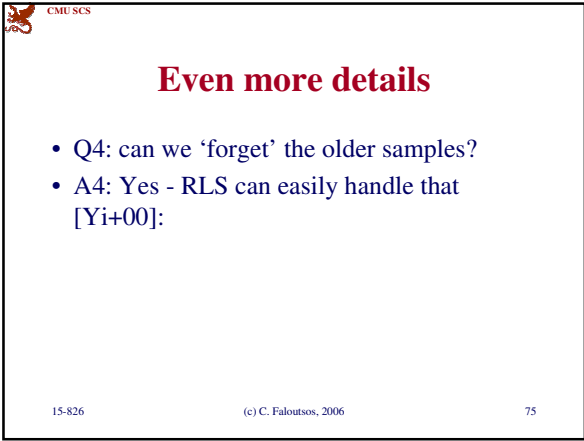 CMU SCS
Even more details
• Q4: can we ‘forget’ the older samples?
• A4: Yes - RLS can easily handle that
[Yi+00]:
15-826 (c) C. Faloutsos, 2006 75